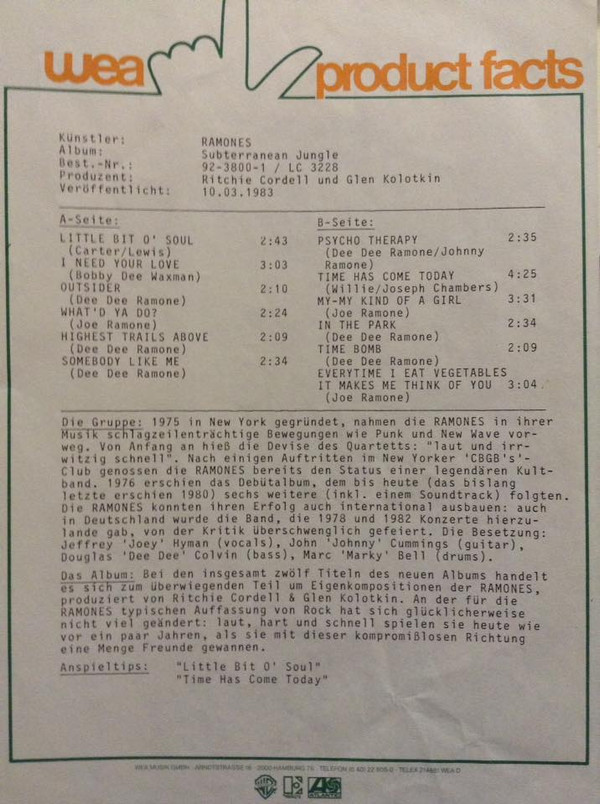 wea product facts
Künstler: RAMONES
Album: Subterranean Jungle
Best.-Nr.: 92-3800-1 / LC 3228
Produzent: Ritchie Cordell und Glen Kolotkin
Veröffentlicht: 10.03.1983
A-Seite:
LITTLE BIT O' SOUL 2:43
(Carter/Lewis)
I NEED YOUR LOVE 3:03
(Bobby Dee Waxman)
OUTSIDER 2:10
(Dee Dee Ramone)
WHAT'D YA DO? 2:24
(Joe Ramone)
HIGHEST TRAILS ABOVE 2:09
(Dee Dee Ramone)
SOMEBODY LIKE ME 2:34
(Dee Dee Ramone)
B-Seite:
PSYCHO THERAPY 2:35
(Dee Dee Ramone/Johnny
Ramone)
TIME HAS COME TODAY 4:25
(Willie/Joseph Chambers)
MY-MY KIND OF A GIRL 3:31
(Joe Ramone)
IN THE PARK 2:34
(Dee Dee Ramone)
TIME BOMB 2:09
(Dee Dee Ramone)
EVERYTIME I EAT VEGETABLES
IT MAKES ME THINK OF YOU 3:04
(Joe Ramone)
Die Gruppe: 1975 in New York gegründet, nahmen die RAMONES in ihrer
Musik schlagzeilenträchtige Bewegungen wie Punk und New Wave vor-
weg. Von Anfang an hieß die Devise des Quartetts: "laut und irr-
witzig schnell". Nach einigen Auftritten im New Yorker 'CBGB's'-
Club genossen die RAMONES bereits den Status einer legendären Kult-
band. 1976 erschien das Debütalbum, dem bis heute (das bislang
letzte erschien 1980) sechs weitere (inkl. einem Soundtrack) folgten.
Die RAMONES konnten ihren Erfolg auch international ausbauen: auch
in Deutschland wurde die Band, die 1978 und 1982 Konzerte hierzu-
lande gab, von der Kritik überschwenglich gefeiert. Die Besetzung:
Jeffrey 'Joey' Hyman (vocals), John 'Johnny' Cummings (guitar),
Douglas 'Dee Dee' Colvin (bass), Marc 'Marky' Bell (drums).
Das Album: Bei den insgesamt zwölf Titeln des neuen Albums handelt
es sich zum überwiegenden Teil um Eigenkompositionen der RAMONES,
produziert von Ritchie Cordell & Glen Kolotkin. An der für die
RAMONES typischen Auffassung von Rock hat sich glücklicherweise
nicht viel geändert: laut, hart und schnell spielen sie heute wie
vor ein paar Jahren, als sie mit dieser kompromißlosen Richtung
eine Menge Freunde gewannen.
Anspieltips: "Little Bit O' Soul"
"Time Has Come Today"
WEA MUSIK GMBH · ARNDTSTRASSE 16 · 2000 HAMBURG 76 · TELEFON